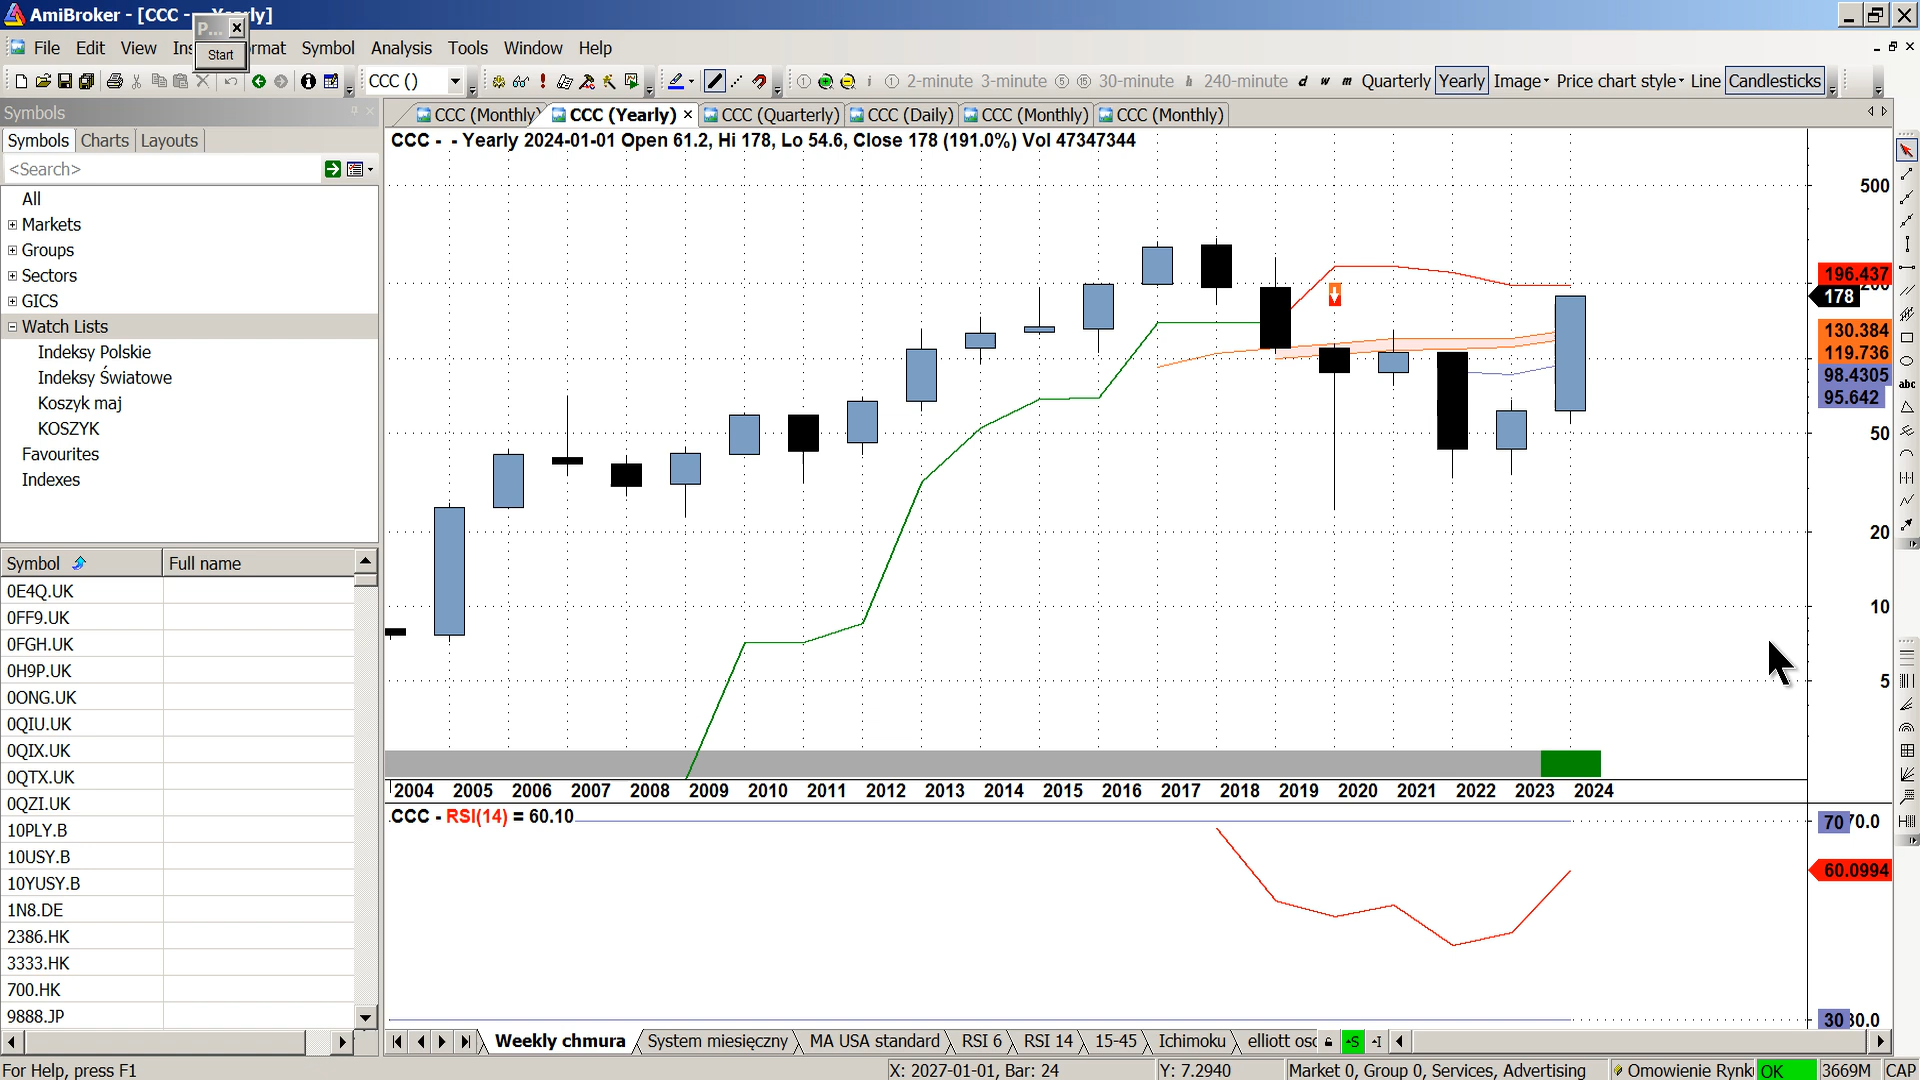 AmiBroker - [CCC - Yearly]
P...
Start
File Edit View Format Symbol Analysis Tools Window Help
CCC ()
2-minute 3-minute 5 15 30-minute h 240-minute d w m Quarterly Yearly Image Price chart style Line Candlesticks
Symbols
CCC (Monthly) CCC (Yearly) CCC (Quarterly) CCC (Daily) CCC (Monthly) CCC (Monthly)
Symbols Charts Layouts
<Search>
All
Markets
Groups
Sectors
GICS
Watch Lists
Indeksy Polskie
Indeksy Światowe
Koszyk maj
KOSZYK
Favourites
Indexes
Symbol Full name
0E4Q.UK
0FF9.UK
0FGH.UK
0H9P.UK
0ONG.UK
0QIU.UK
0QIX.UK
0QTX.UK
0QZI.UK
10PLY.B
10USY.B
10YUSY.B
1N8.DE
2386.HK
3333.HK
700.HK
9888.JP
CCC - - Yearly 2024-01-01 Open 61.2, Hi 178, Lo 54.6, Close 178 (191.0%) Vol 47347344
500
196.437
178
130.384
119.736
98.4305
95.642
50
20
10
5
abc
2004 2005 2006 2007 2008 2009 2010 2011 2012 2013 2014 2015 2016 2017 2018 2019 2020 2021 2022 2023 2024
CCC - RSI(14) = 60.10
70
60.0994
30
Weekly chmura System miesięczny MA USA standard RSI 6 RSI 14 15-45 Ichimoku elliott osc
For Help, press F1
X: 2027-01-01, Bar: 24
Y: 7.2940
Market 0, Group 0, Services, Advertising
Omowienie Rynk
OK
3669M
CAP